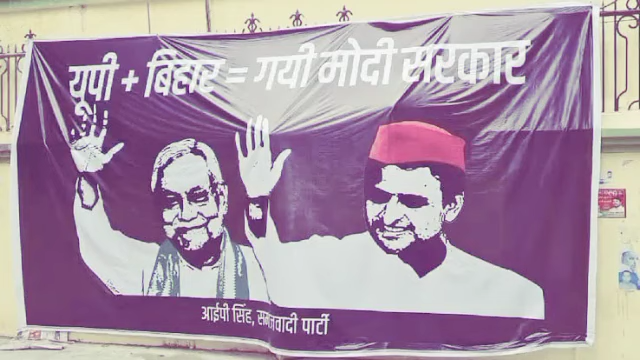 यूपी + बिहार = गयी मोदी सरकार
आईपी सिंह, समाजवादी पार्टी